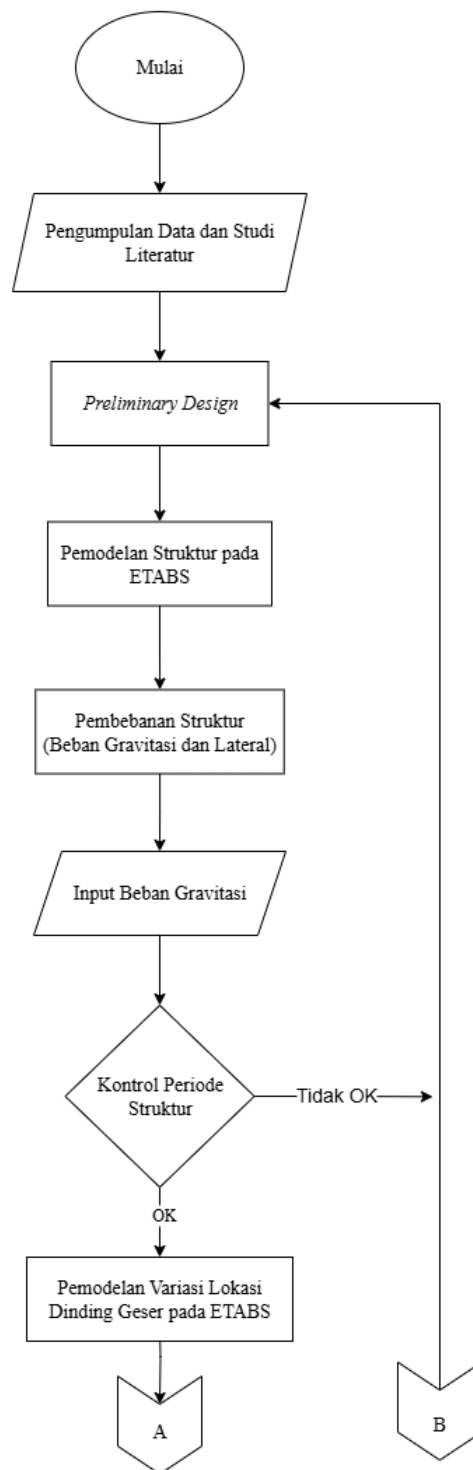 Mulai
Pengumpulan Data dan Studi
Literatur
Preliminary Design
Pemodelan Struktur pada
ETABS
Pembebanan Struktur
(Beban Gravitasi dan Lateral)
Input Beban Gravitasi
Kontrol Periode
Struktur
Tidak OK
OK
Pemodelan Variasi Lokasi
Dinding Geser pada ETABS
A
B